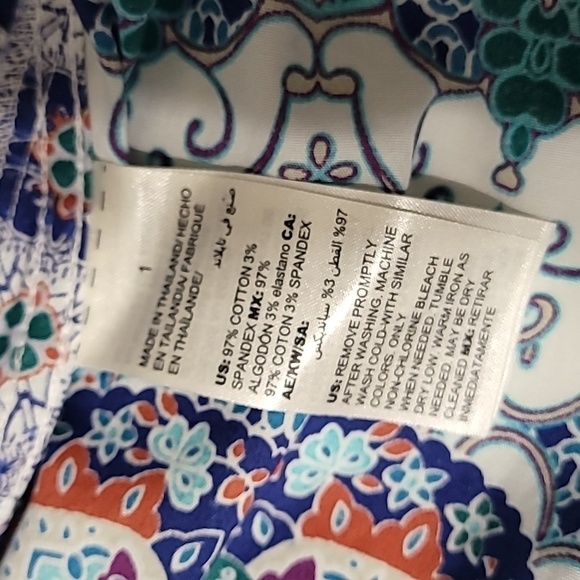 MADE IN THAILAND/ HECHO
EN TAILANDIA/ FABRIQUÉ
EN THAÏLANDE/
صنع في تايلاند
1
US: 97% COTTON 3%
SPANDEX MX: 97%
ALGODÓN 3% elastano CA:
97% COTON 3% SPANDEX
AE/KW/SA:
97% القطن 3% سباندكس
US: REMOVE PROMPTLY
AFTER WASHING, MACHINE
WASH COLD-WITH SIMILAR
COLORS, ONLY
NON-CHLORINE BLEACH
WHEN NEEDED, TUMBLE
DRY LOW, WARM IRON AS
NEEDED, MAY BE DRY
CLEANED MX: RETIRAR
INMEDIATAMENTE